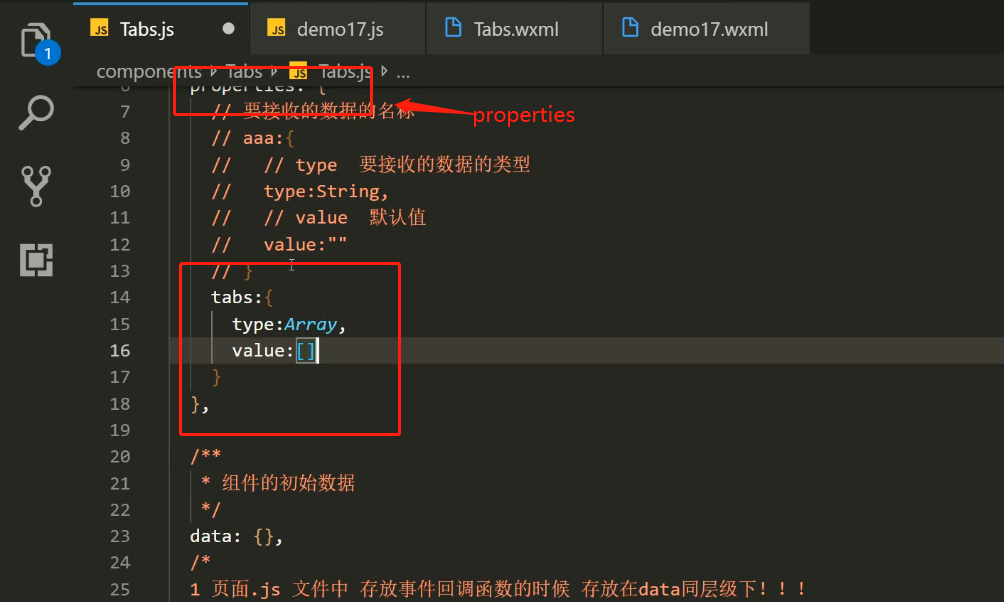 JS Tabs.js
JS demo17.js
Tabs.wxml
demo17.wxml
1
components Tabs JS Tabs.js ...
6 properties: {
properties
7 // 要接收的数据的名称
8 // aaa:{
9 // // type 要接收的数据的类型
10 // type:String,
11 // // value 默认值
12 // value:""
13 // }
14 tabs:{
15 type:Array,
16 value:[]
17 }
18 },
19
20 /**
21 * 组件的初始数据
22 */
23 data: {},
24 /*
25 1 页面.js 文件中 存放事件回调函数的时候 存放在data同层级下!!!